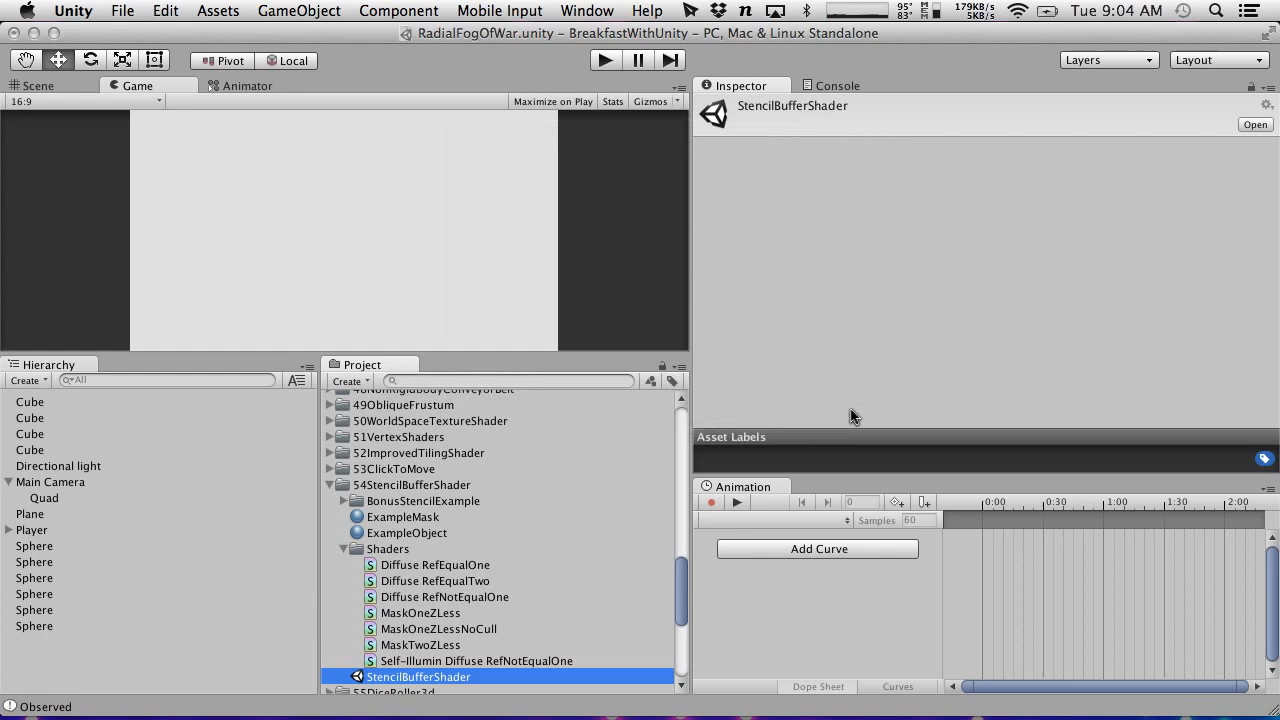 Unity File Edit Assets GameObject Component Mobile Input Window Help 95° 83° MEM 179KB/s 5KB/s Tue 9:04 AM
RadialFogOfWar.unity – BreakfastWithUnity – PC, Mac & Linux Standalone
Pivot Local Layers Layout
Scene Game Animator
16:9 Maximize on Play Stats Gizmos
Inspector Console
StencilBufferShader
Open
Asset Labels
Hierarchy
Create All
Cube
Cube
Cube
Cube
Directional light
Main Camera
Quad
Plane
Player
Sphere
Sphere
Sphere
Sphere
Sphere
Sphere
Project
Create
48NonRigidbodyConveyorBelt
49ObliqueFrustum
50WorldSpaceTextureShader
51VertexShaders
52ImprovedTilingShader
53ClickToMove
54StencilBufferShader
BonusStencilExample
ExampleMask
ExampleObject
Shaders
Diffuse RefEqualOne
Diffuse RefEqualTwo
Diffuse RefNotEqualOne
MaskOneZLess
MaskOneZLessNoCull
MaskTwoZLess
Self-Illumin Diffuse RefNotEqualOne
StencilBufferShader
55DiceRoller3d
Animation
0 0:00 0:30 1:00 1:30 2:00
Samples 60
Add Curve
Dope Sheet Curves
Observed